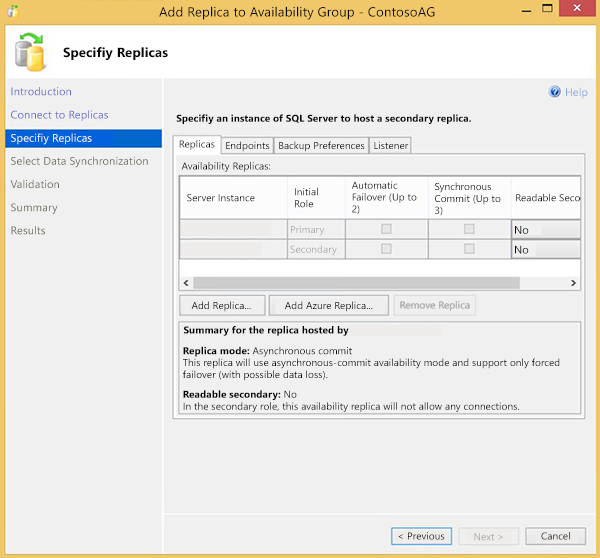 Add Replica to Availability Group - ContosoAG
Specifiy Replicas
Introduction
Connect to Replicas
Specifiy Replicas
Select Data Synchronization
Validation
Summary
Results
Help
Specifiy an instance of SQL Server to host a secondary replica.
Replicas Endpoints Backup Preferences Listener
Availability Replicas:
Server Instance
Initial
Role
Automatic
Failover (Up to
2)
Synchronous
Commit (Up to
3)
Readable Seco
Primary No
Secondary No
Add Replica... Add Azure Replica... Remove Replica
Summary for the replica hosted by
Replica mode: Asynchronous commit
This replica will use asynchronous-commit availability mode and support only forced
failover (with possible data loss).
Readable secondary: No
In the secondary role, this availability replica will not allow any connections.
< Previous Next > Cancel